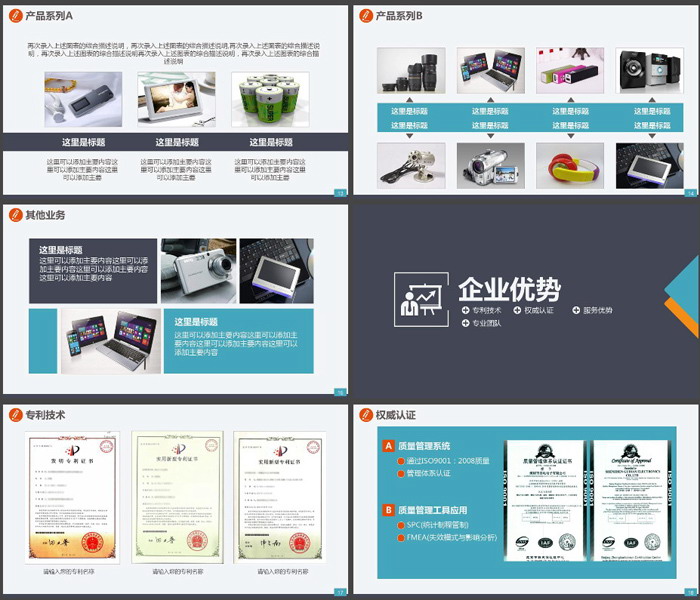 产品系列A
再次录入上述图表的综合描述说明，再次录入上述图表的综合描述说明,再次录入上述图表的综合描述说
明，再次录入上述图表的综合描述说明再次录入上述图表的综合描述说明，再次录入上述图表的综合描
述说明
这里是标题 这里是标题 这里是标题
这里可以添加主要内容这 这里可以添加主要内容这 这里可以添加主要内容这
里可以添加主要内容这里 里可以添加主要内容这里 里可以添加主要内容这里
可以添加主要 可以添加主要 可以添加主要
13
产品系列B
这里是标题 这里是标题 这里是标题 这里是标题
这里是标题 这里是标题 这里是标题 这里是标题
14
其他业务
这里是标题
这里可以添加主要内容这里可以添
加主要内容这里可以添加主要内容
这里可以添加主要内容
这里是标题
这里可以添加主要内容这里可以添加主
要内容这里可以添加主要内容这里可以
添加主要内容
企业优势
专利技术 权威认证 服务优势
专业团队
专利技术
发明专利证书
实用新型专利证书
实用新型专利证书
请输入您的专利名称 请输入您的专利名称 请输入您的专利名称
17
权威认证
A 质量管理系统
通过ISO9001：2008质量
管理体系认证
B 质量管理工具应用
SPC(统计制程管制)
FMEA(失效模式与影响分析)
质量管理体系认证证书
Certificate of Approval
18